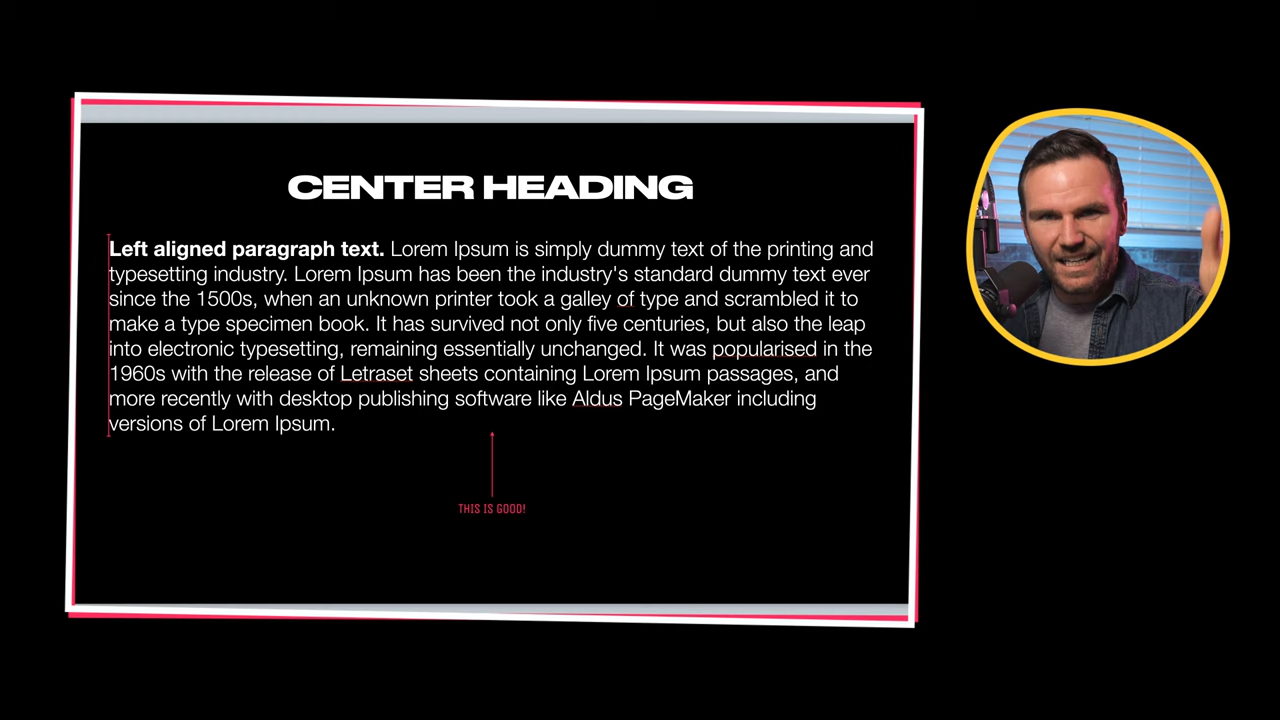 CENTER HEADING
Left aligned paragraph text. Lorem Ipsum is simply dummy text of the printing and
typesetting industry. Lorem Ipsum has been the industry's standard dummy text ever
since the 1500s, when an unknown printer took a galley of type and scrambled it to
make a type specimen book. It has survived not only five centuries, but also the leap
into electronic typesetting, remaining essentially unchanged. It was popularised in the
1960s with the release of Letraset sheets containing Lorem Ipsum passages, and
more recently with desktop publishing software like Aldus PageMaker including
versions of Lorem Ipsum.
THIS IS GOOD!